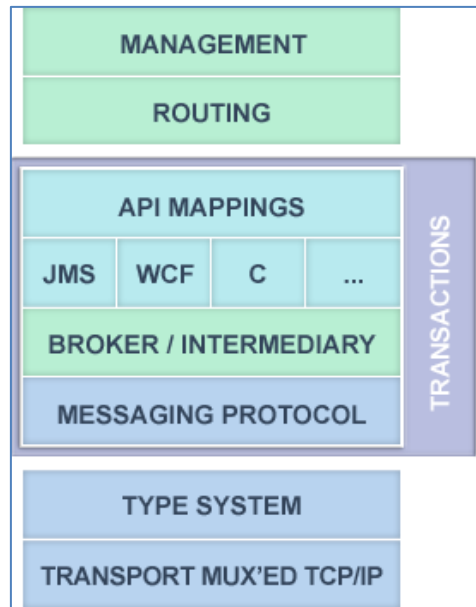 MANAGEMENT
ROUTING
API MAPPINGS
JMS WCF C ...
BROKER / INTERMEDIARY
MESSAGING PROTOCOL
TRANSACTIONS
TYPE SYSTEM
TRANSPORT MUX'ED TCP/IP